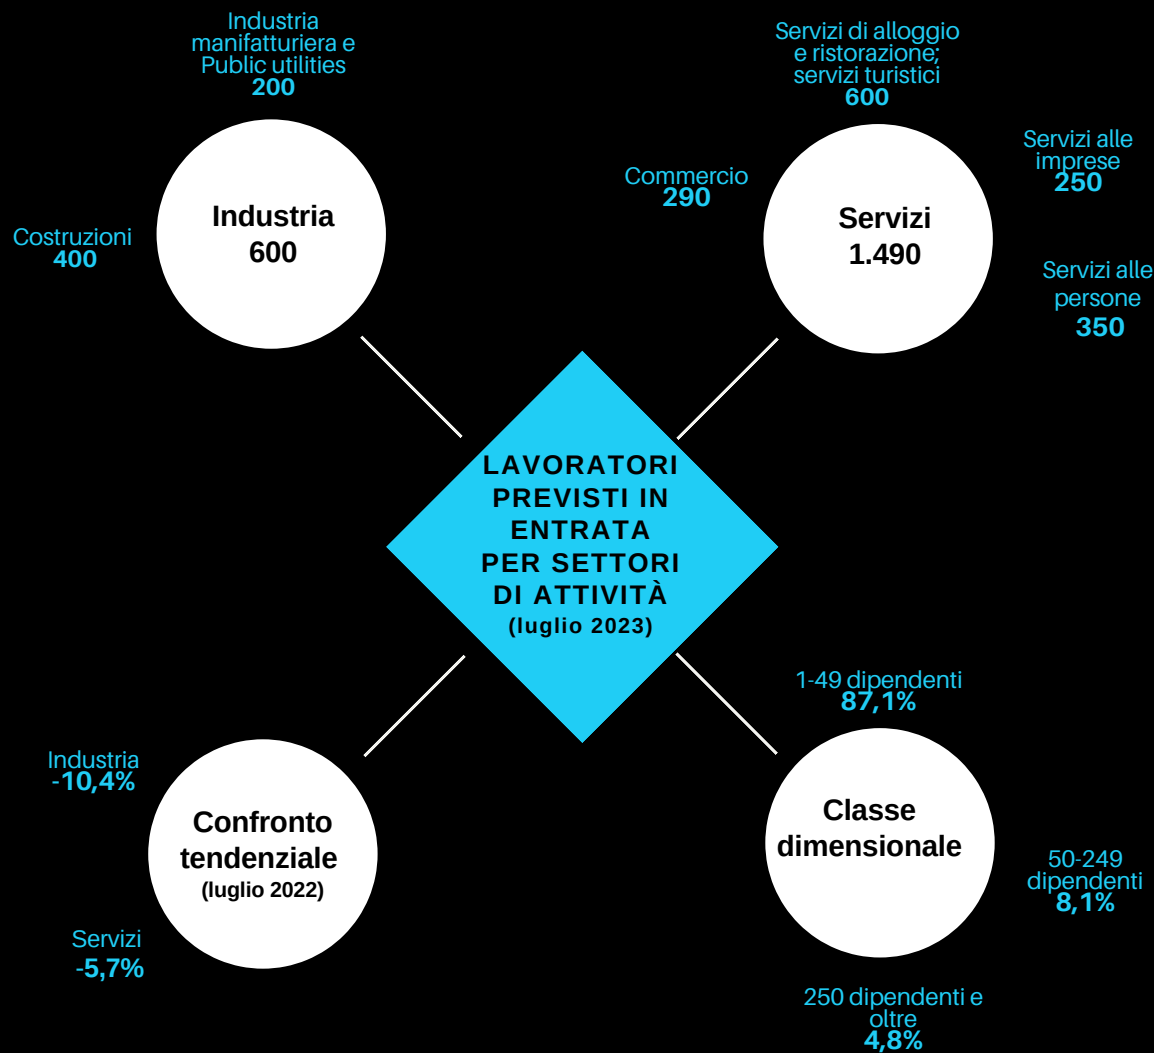 Industria
manifatturiera e
Public utilities
200
Costruzioni
400
Industria
600
Servizi di alloggio
e ristorazione;
servizi turistici
600
Commercio
290
Servizi
1.490
Servizi alle
imprese
250
Servizi alle
persone
350
LAVORATORI
PREVISTI IN
ENTRATA
PER SETTORI
DI ATTIVITÀ
(luglio 2023)
Industria
-10,4%
Confronto
tendenziale
(luglio 2022)
Servizi
-5,7%
1-49 dipendenti
87,1%
Classe
dimensionale
50-249
dipendenti
8,1%
250 dipendenti e
oltre
4,8%